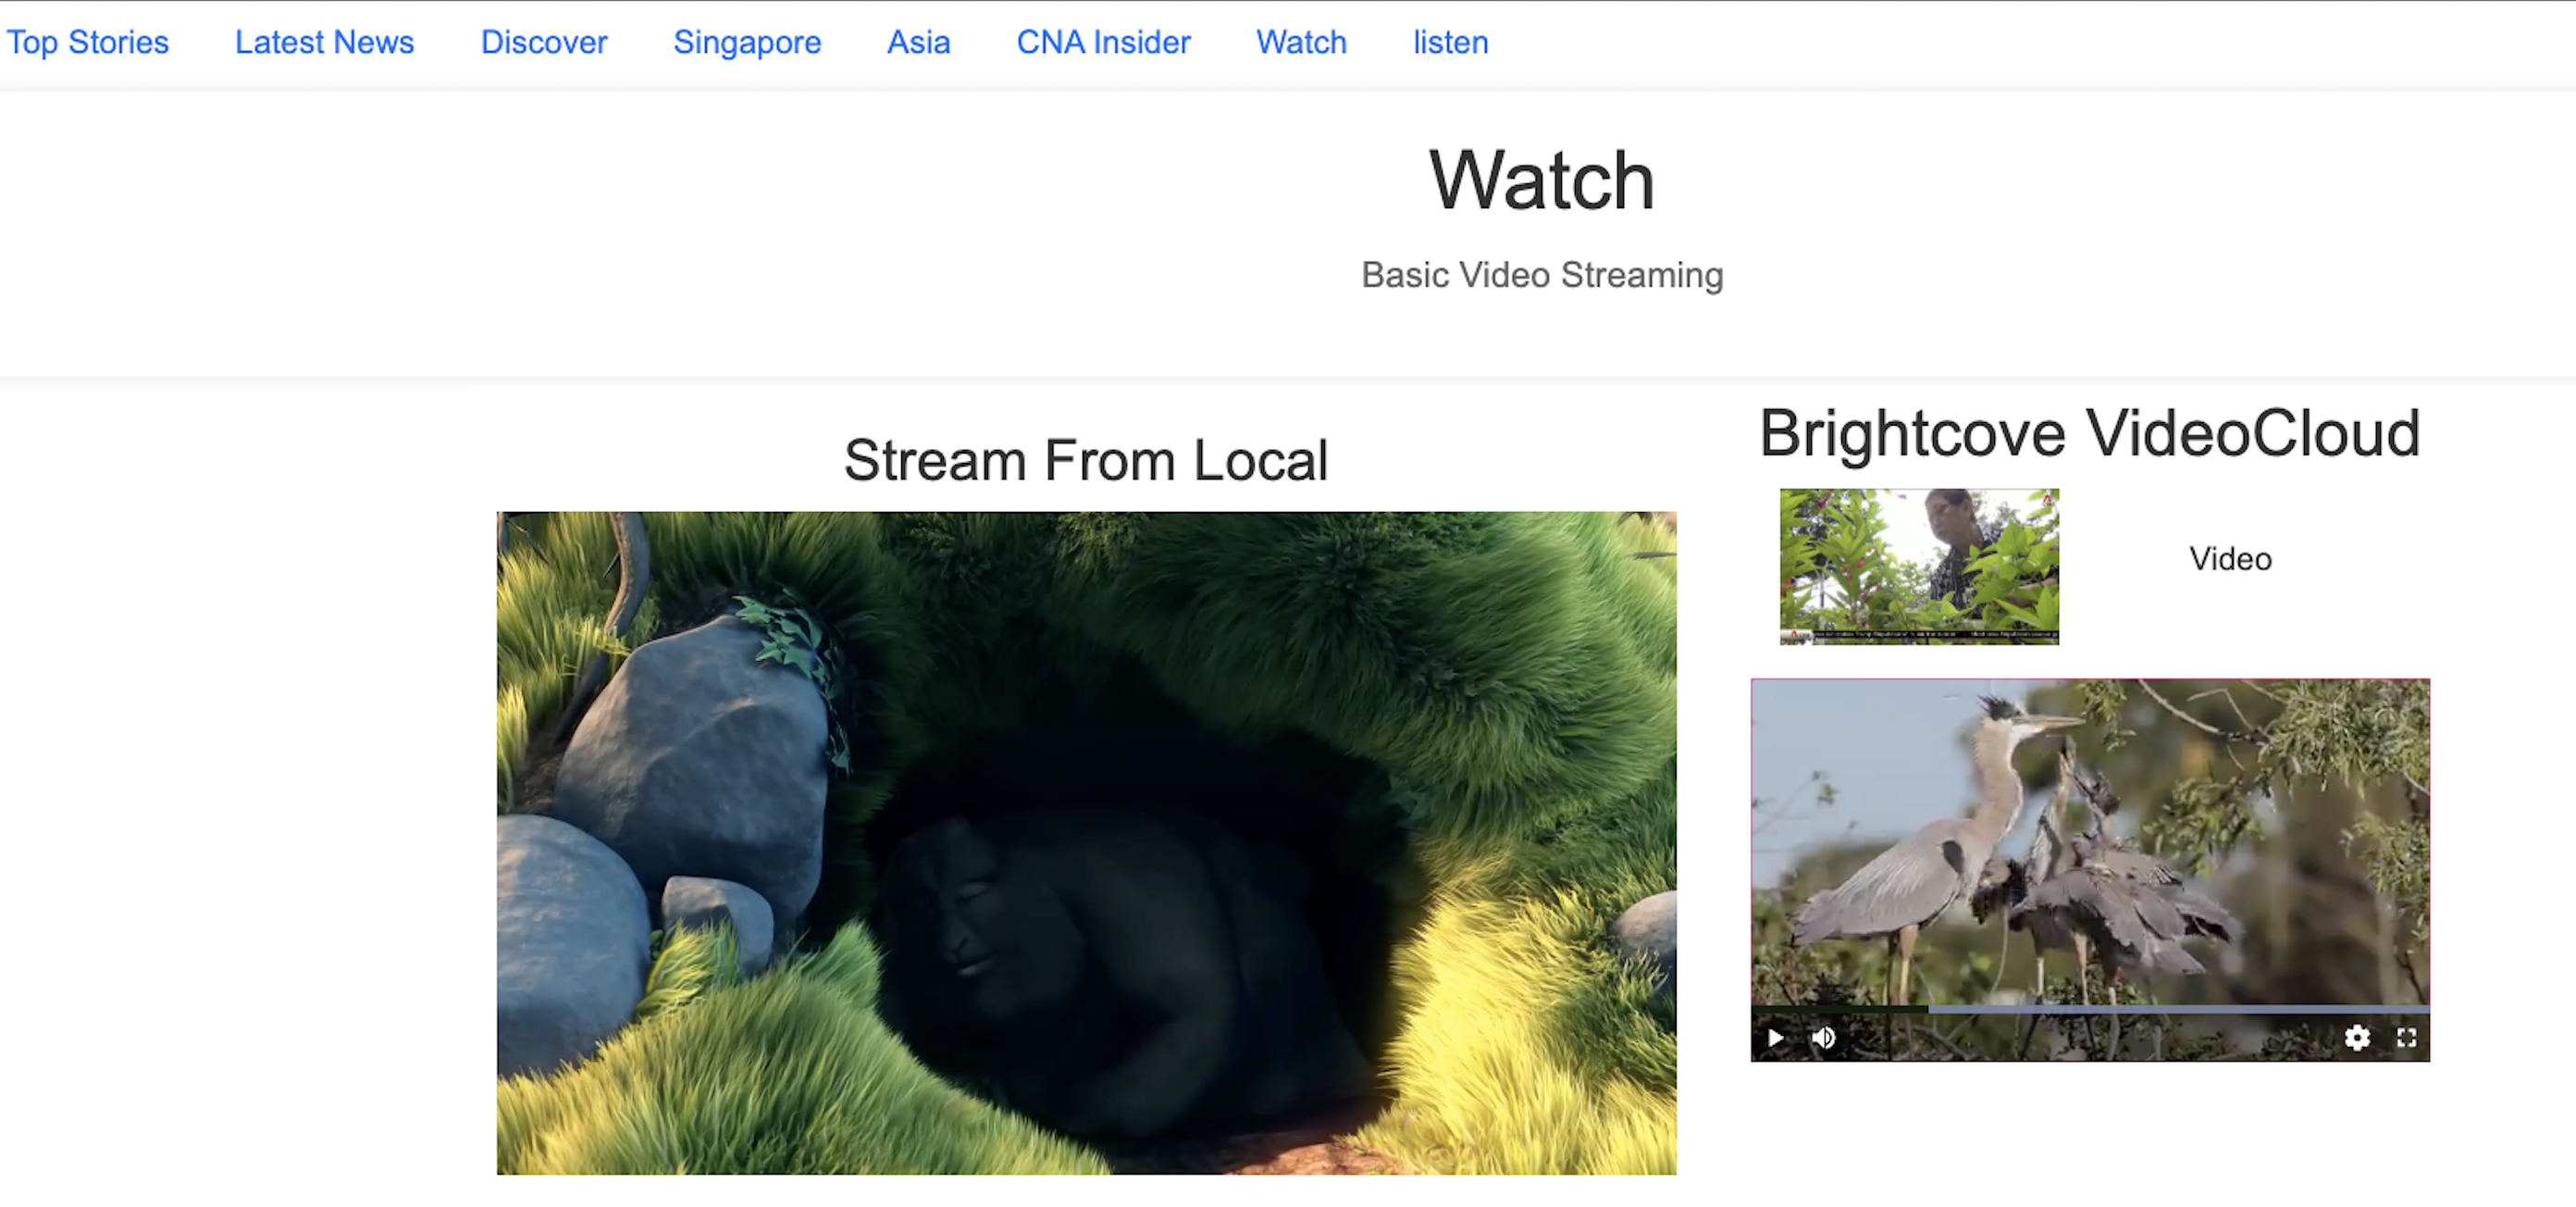 Top Stories Latest News Discover Singapore Asia CNA Insider Watch listen
Watch
Basic Video Streaming
Stream From Local
Brightcove VideoCloud
Video